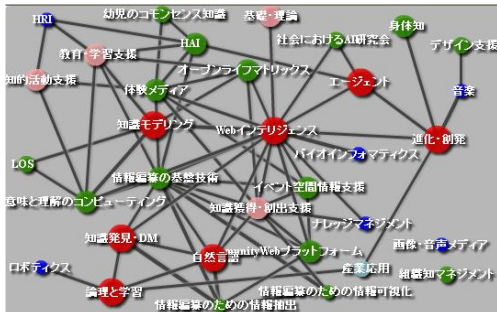 HRI
幼児のコモンセンス知識
基礎・理論
身体知
教育・学習支援
HAI
社会におけるAI研究会
デザイン支援
知的活動支援
オープンライフマトリックス
エージェント
体験メディア
音楽
知識モデリング
Webインテリジェンス
進化・創発
バイオインフォマティクス
LOS
情報編纂の基盤技術
イベント空間情報支援
意味と理解のコンピューティング
知識獲得・創出支援
ナレッジマネジメント
知識発見・DM
自然言語
munityWebプラットフォーム
画像・音声メディア
ロボティクス
産業応用
組織知マネジメント
論理と学習
情報編纂のための情報抽出
情報編纂のための情報可視化